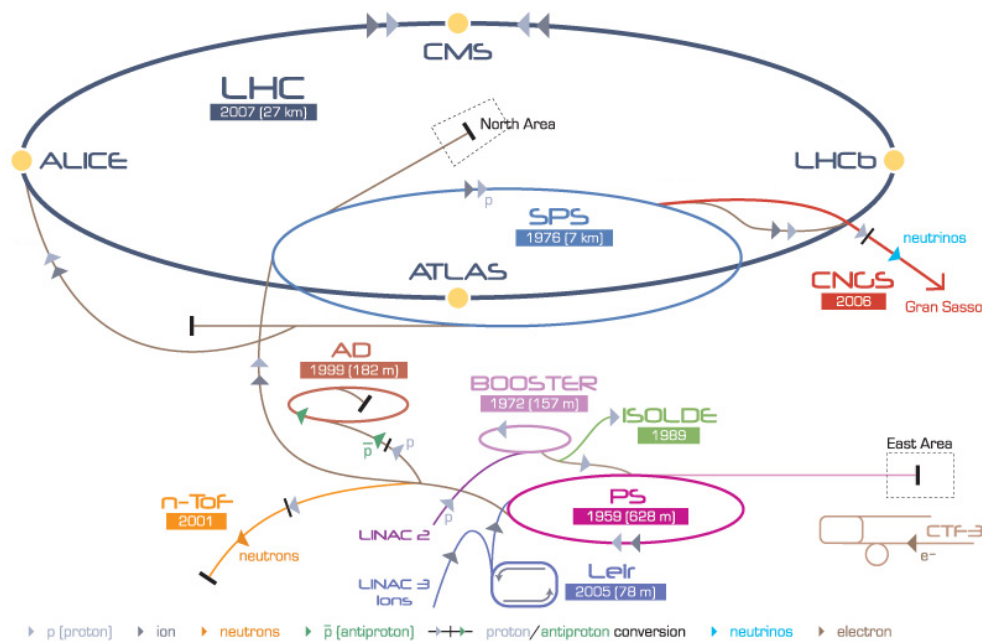 CMS
LHC
2007 (27 km)
North Area
ALICE
LHCb
p
SPS
1976 (7 km)
neutrinos
ATLAS
CNGS
2006
Gran Sasso
AD
1999 (182 m)
BOOSTER
1972 (157 m)
ISOLDE
1989
East Area
p̅
p
n-ToF
2001
PS
1959 (628 m)
p
LINAC 2
neutrons
CTF-3
e-
LINAC 3
Ions
Leir
2005 (78 m)
p (proton)
ion
neutrons
p̅ (antiproton)
proton/antiproton conversion
neutrinos
electron